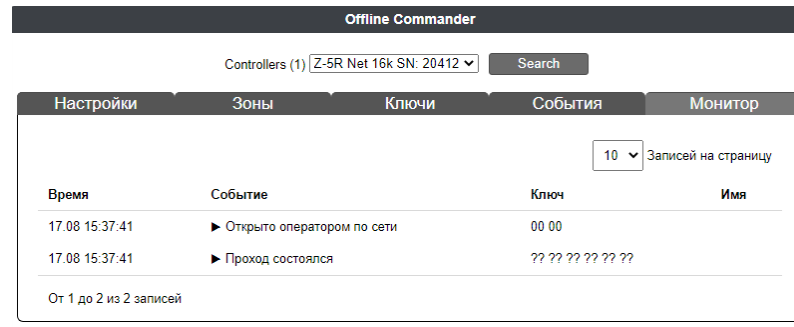 Offline Commander
Controllers (1) Z-5R Net 16k SN: 20412 Search
Настройки Зоны Ключи События Монитор
10 Записей на страницу
Время Событие Ключ Имя
17.08 15:37:41 ► Открыто оператором по сети 00 00
17.08 15:37:41 ► Проход состоялся ?? ?? ?? ?? ?? ??
От 1 до 2 из 2 записей